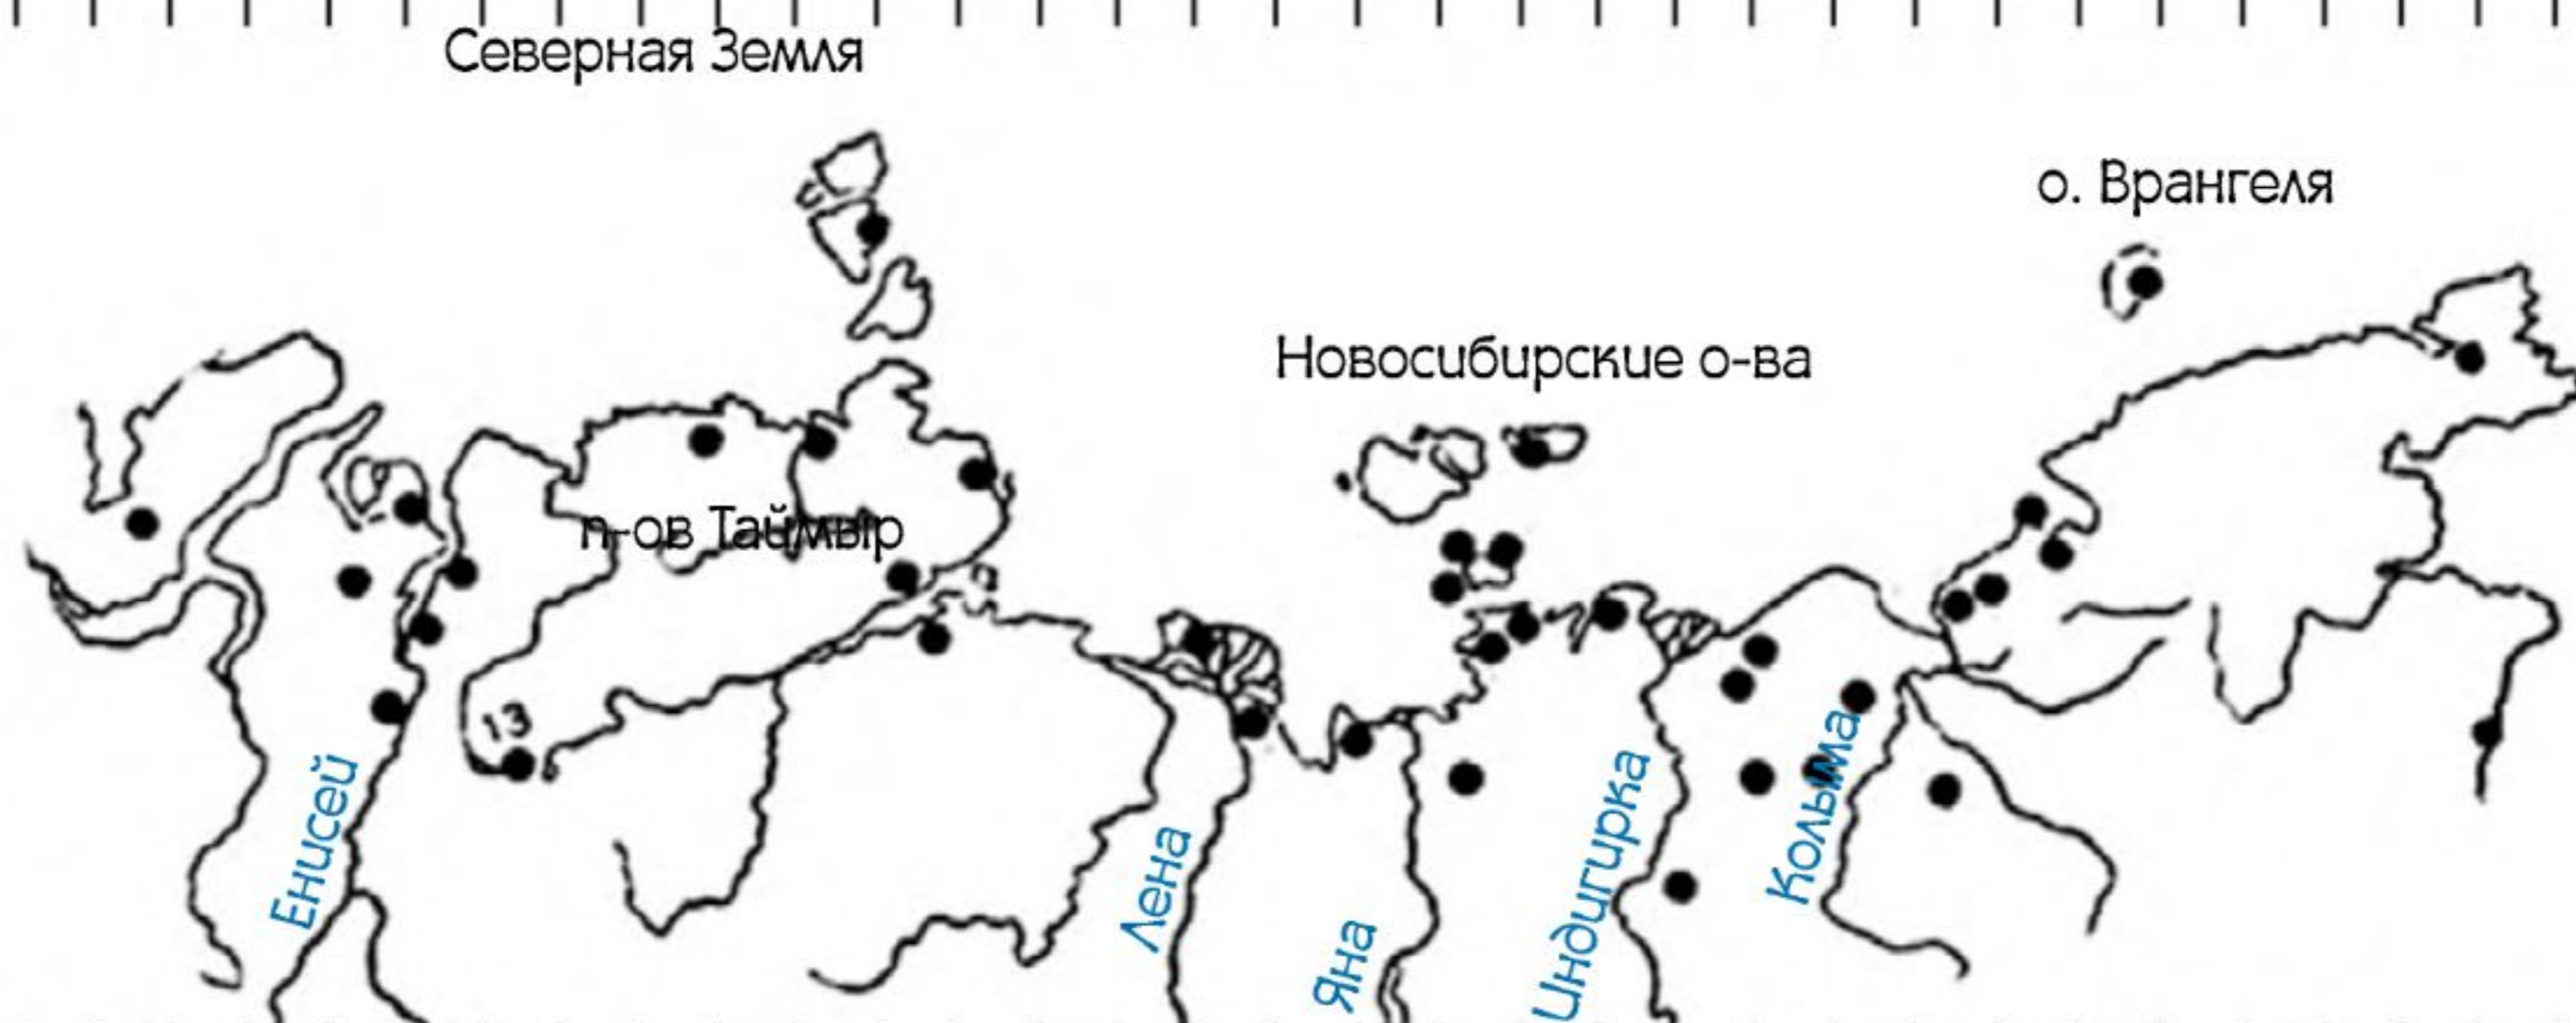 Северная Земля
о. Врангеля
Новосибирские о-ва
п-ов Таймыр
13
Енисей
Лена
Яна
Индигирка
Колыма